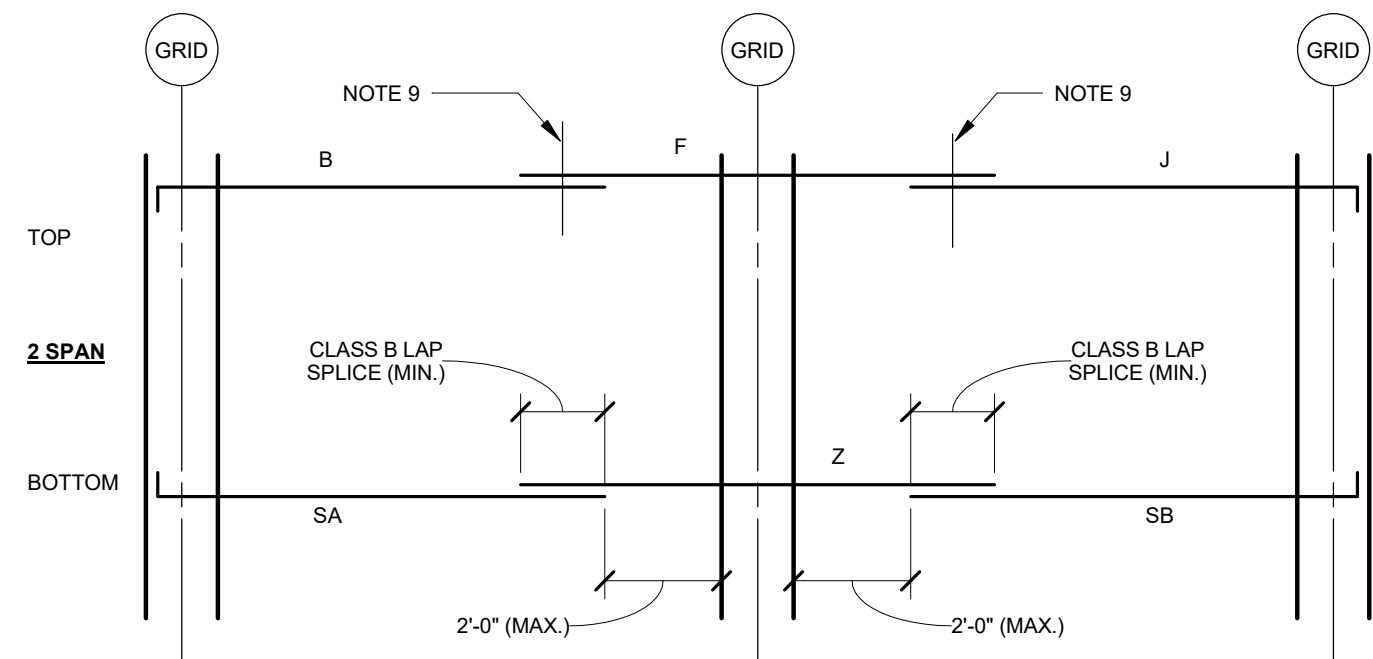 GRID
GRID
GRID
NOTE 9
NOTE 9
B
F
J
TOP
2 SPAN
CLASS B LAP
SPLICE (MIN.)
CLASS B LAP
SPLICE (MIN.)
Z
BOTTOM
SA
SB
2'-0" (MAX.)
2'-0" (MAX.)